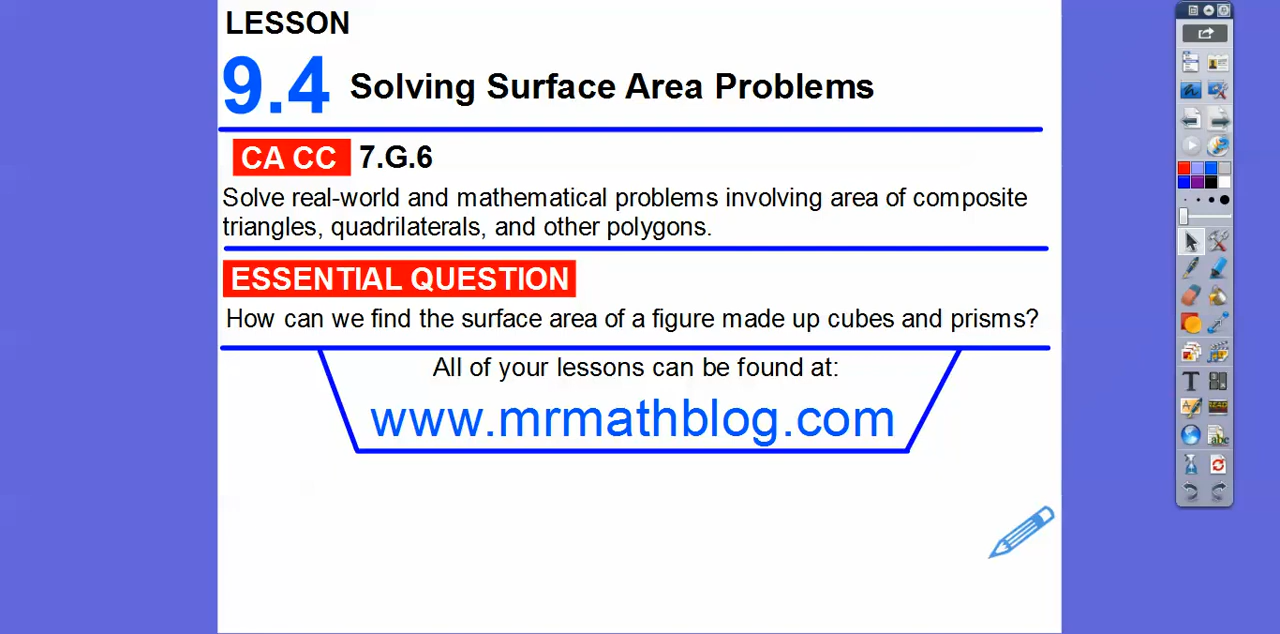 LESSON
9.4 Solving Surface Area Problems
CA CC 7.G.6
Solve real-world and mathematical problems involving area of composite
triangles, quadrilaterals, and other polygons.
ESSENTIAL QUESTION
How can we find the surface area of a figure made up cubes and prisms?
All of your lessons can be found at:
www.mrmathblog.com